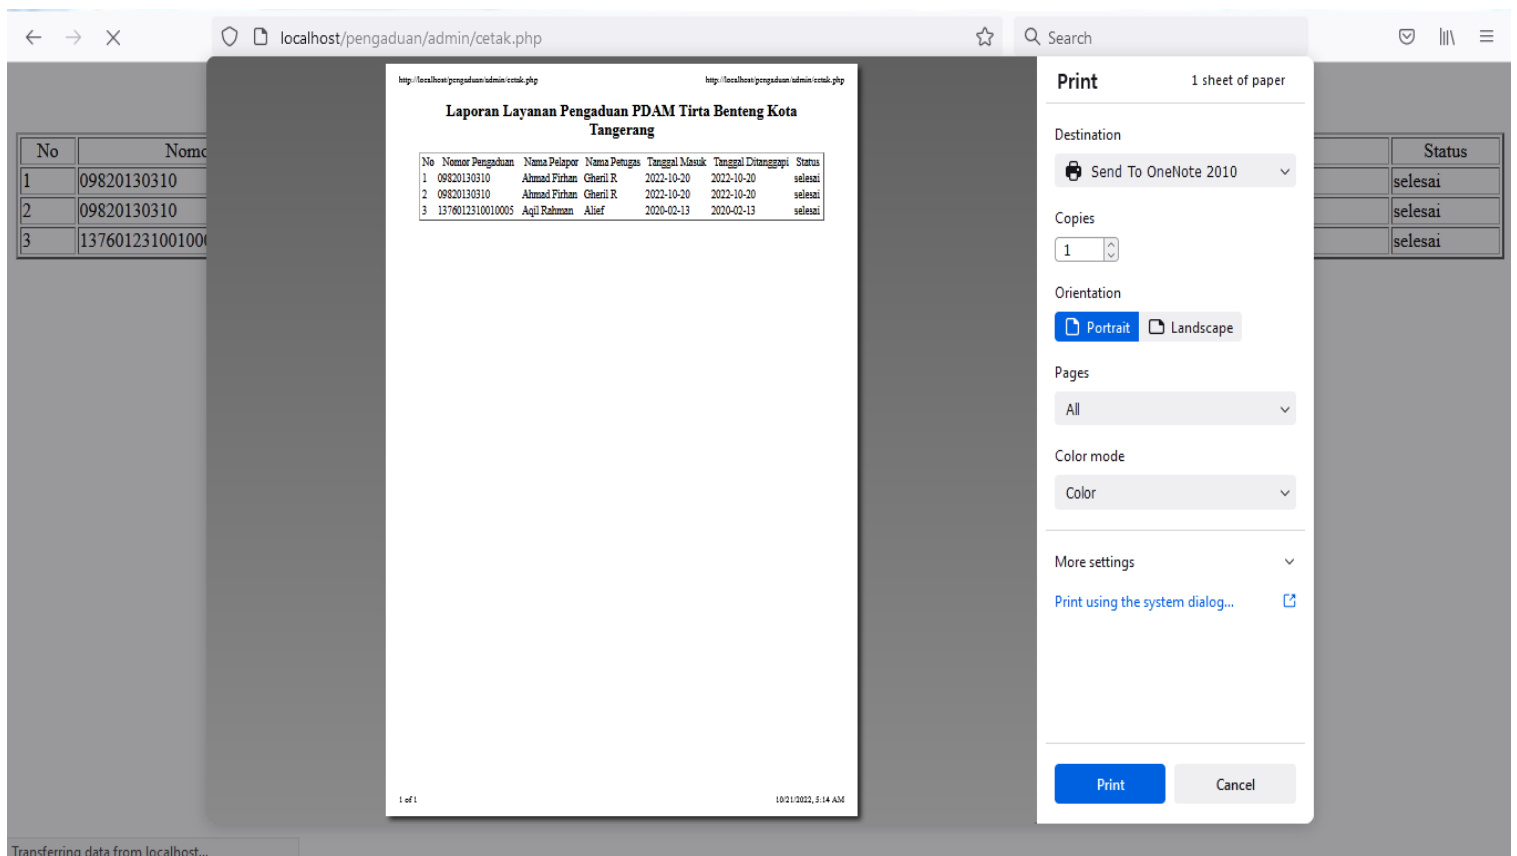 localhost/pengaduan/admin/cetak.php
Search
http://localhost/pengaduan/admin/cetak.php http://localhost/pengaduan/admin/cetak.php
Laporan Layanan Pengaduan PDAM Tirta Benteng Kota
Tangerang
No Nomor Pengaduan Nama Pelapor Nama Petugas Tanggal Masuk Tanggal Ditanggapi Status
1 09820130310 Ahmad Firhan Gheril R 2022-10-20 2022-10-20 selesai
2 09820130310 Ahmad Firhan Gheril R 2022-10-20 2022-10-20 selesai
3 1376012310010005 Aqil Rahman Alief 2020-02-13 2020-02-13 selesai
1 of 1 10/21/2022, 5:14 AM
No Nomo Status
1 09820130310 selesai
2 09820130310 selesai
3 1376012310010 selesai
Print 1 sheet of paper
Destination
Send To OneNote 2010
Copies
1
Orientation
Portrait Landscape
Pages
All
Color mode
Color
More settings
Print using the system dialog...
Print Cancel
Transferring data from localhost...